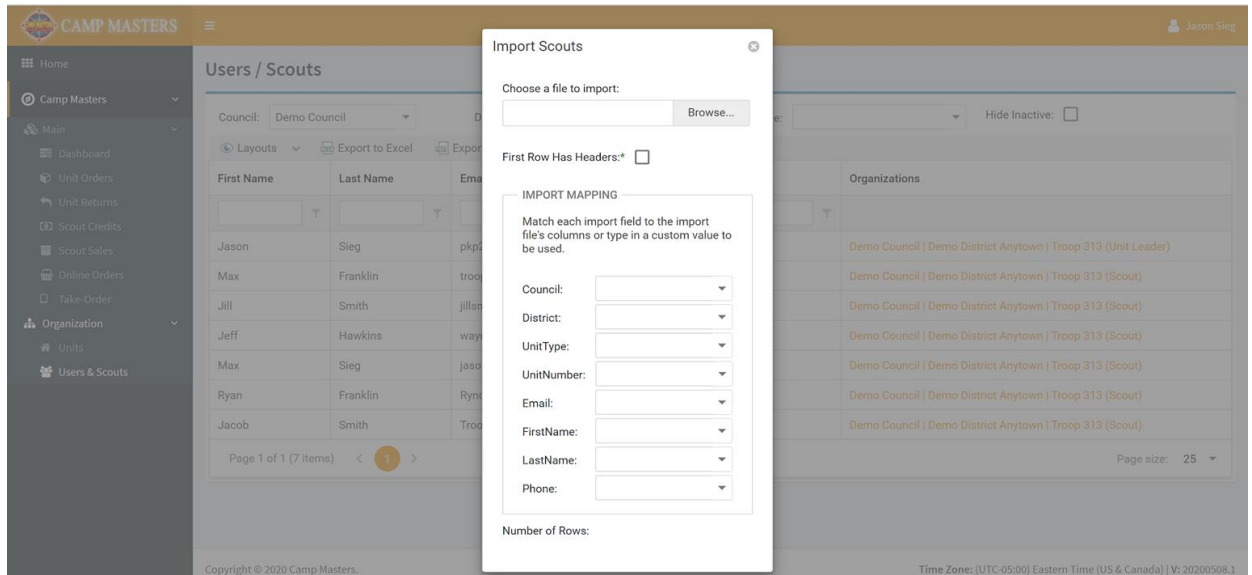 CAMP MASTERS
Jason Sieg
Home
Camp Masters
Main
Dashboard
Unit Orders
Unit Returns
Scout Credits
Scout Sales
Online Orders
Take-Order
Organization
Units
Users & Scouts
Users / Scouts
Council: Demo Council D e: Hide Inactive:
Layouts Export to Excel Expor
First Name Last Name Ema Organizations
Jason Sieg pkp2 Demo Council | Demo District Anytown | Troop 313 (Unit Leader)
Max Franklin troo Demo Council | Demo District Anytown | Troop 313 (Scout)
Jill Smith jillsn Demo Council | Demo District Anytown | Troop 313 (Scout)
Jeff Hawkins way Demo Council | Demo District Anytown | Troop 313 (Scout)
Max Sieg jaso Demo Council | Demo District Anytown | Troop 313 (Scout)
Ryan Franklin Ryn Demo Council | Demo District Anytown | Troop 313 (Scout)
Jacob Smith Troo Demo Council | Demo District Anytown | Troop 313 (Scout)
Page 1 of 1 (7 items) < 1 > Page size: 25
Import Scouts
Choose a file to import:
Browse...
First Row Has Headers:*
IMPORT MAPPING
Match each import field to the import
file's columns or type in a custom value to
be used.
Council:
District:
UnitType:
UnitNumber:
Email:
FirstName:
LastName:
Phone:
Number of Rows:
Copyright © 2020 Camp Masters. Time Zone: (UTC-05:00) Eastern Time (US & Canada) | V: 20200508.1